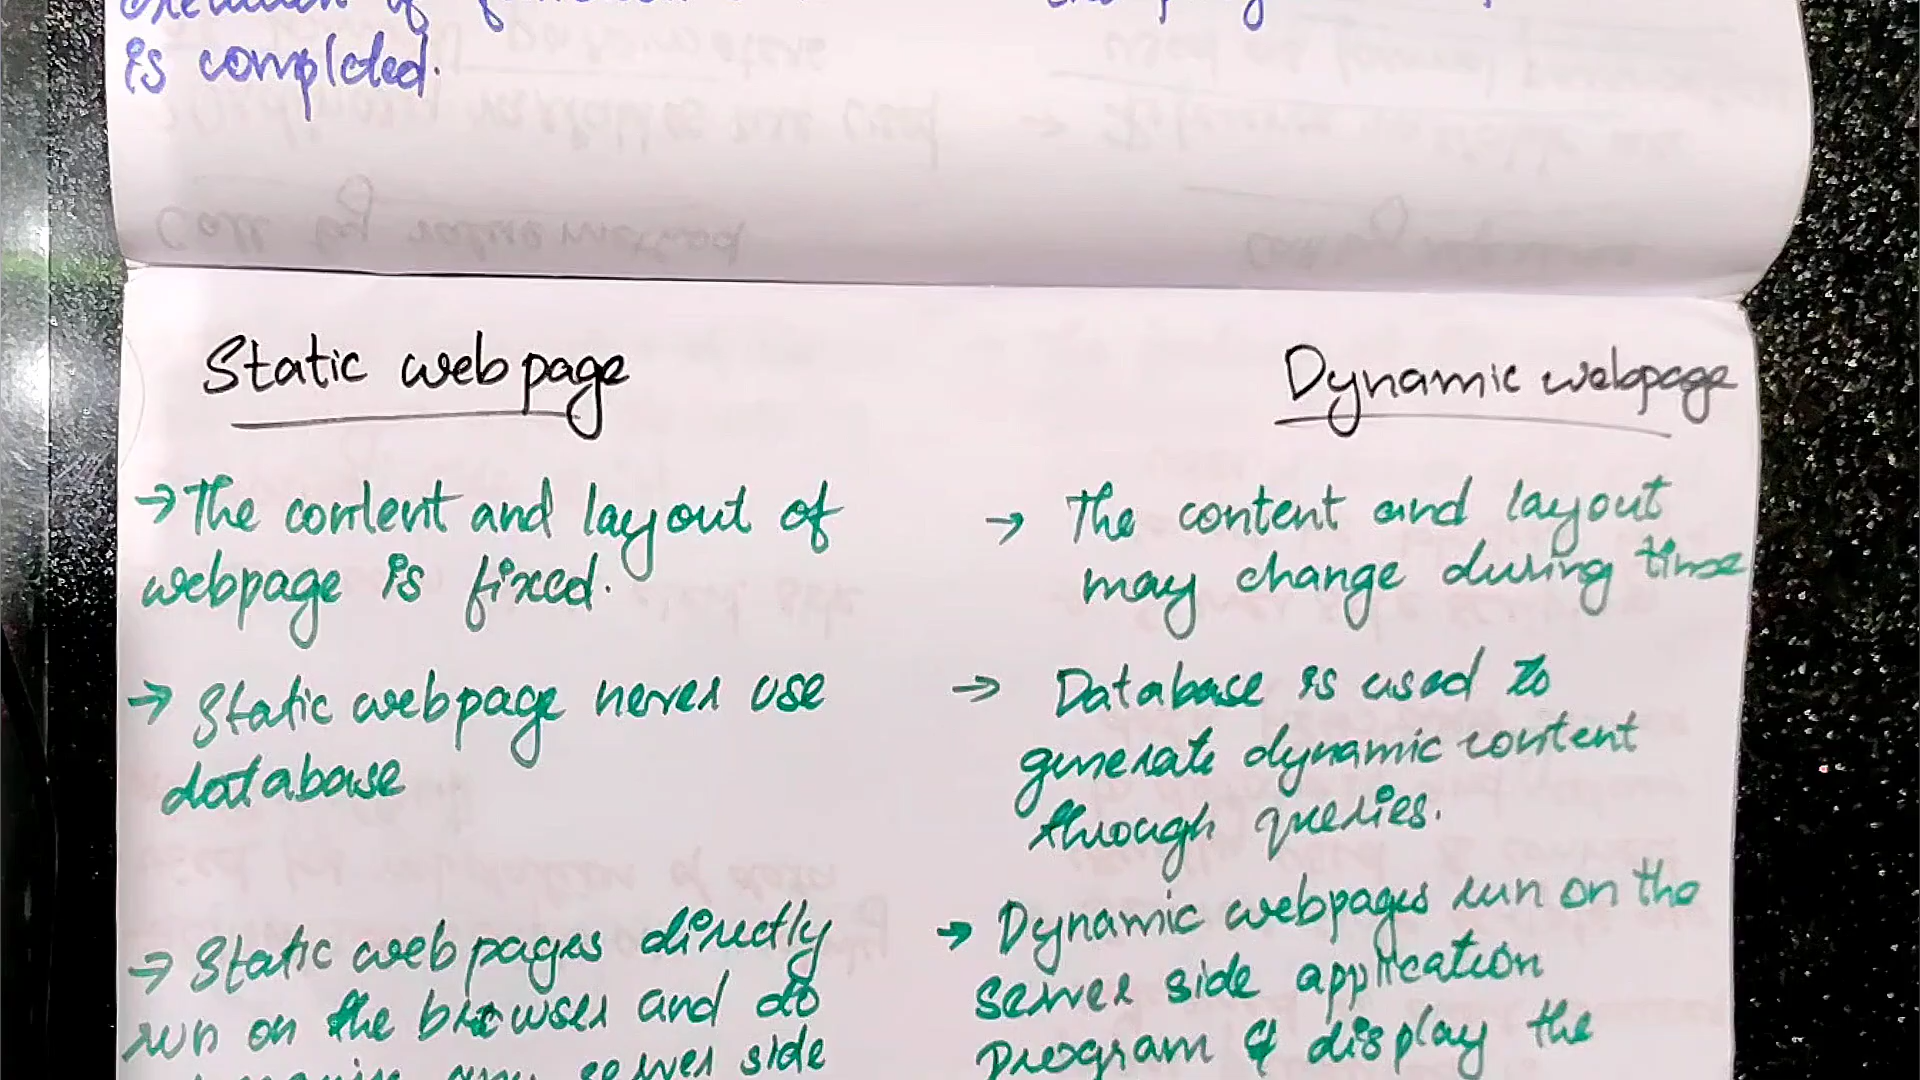 is completed.
Static webpage
→ The content and layout of
webpage is fixed.
→ Static webpage never use
database
→ Static webpages directly
run on the browser and do
server side
Dynamic webpage
→ The content and layout
may change during time
→ Database is used to
generate dynamic content
through queries.
→ Dynamic webpages run on the
server side application
program & display the